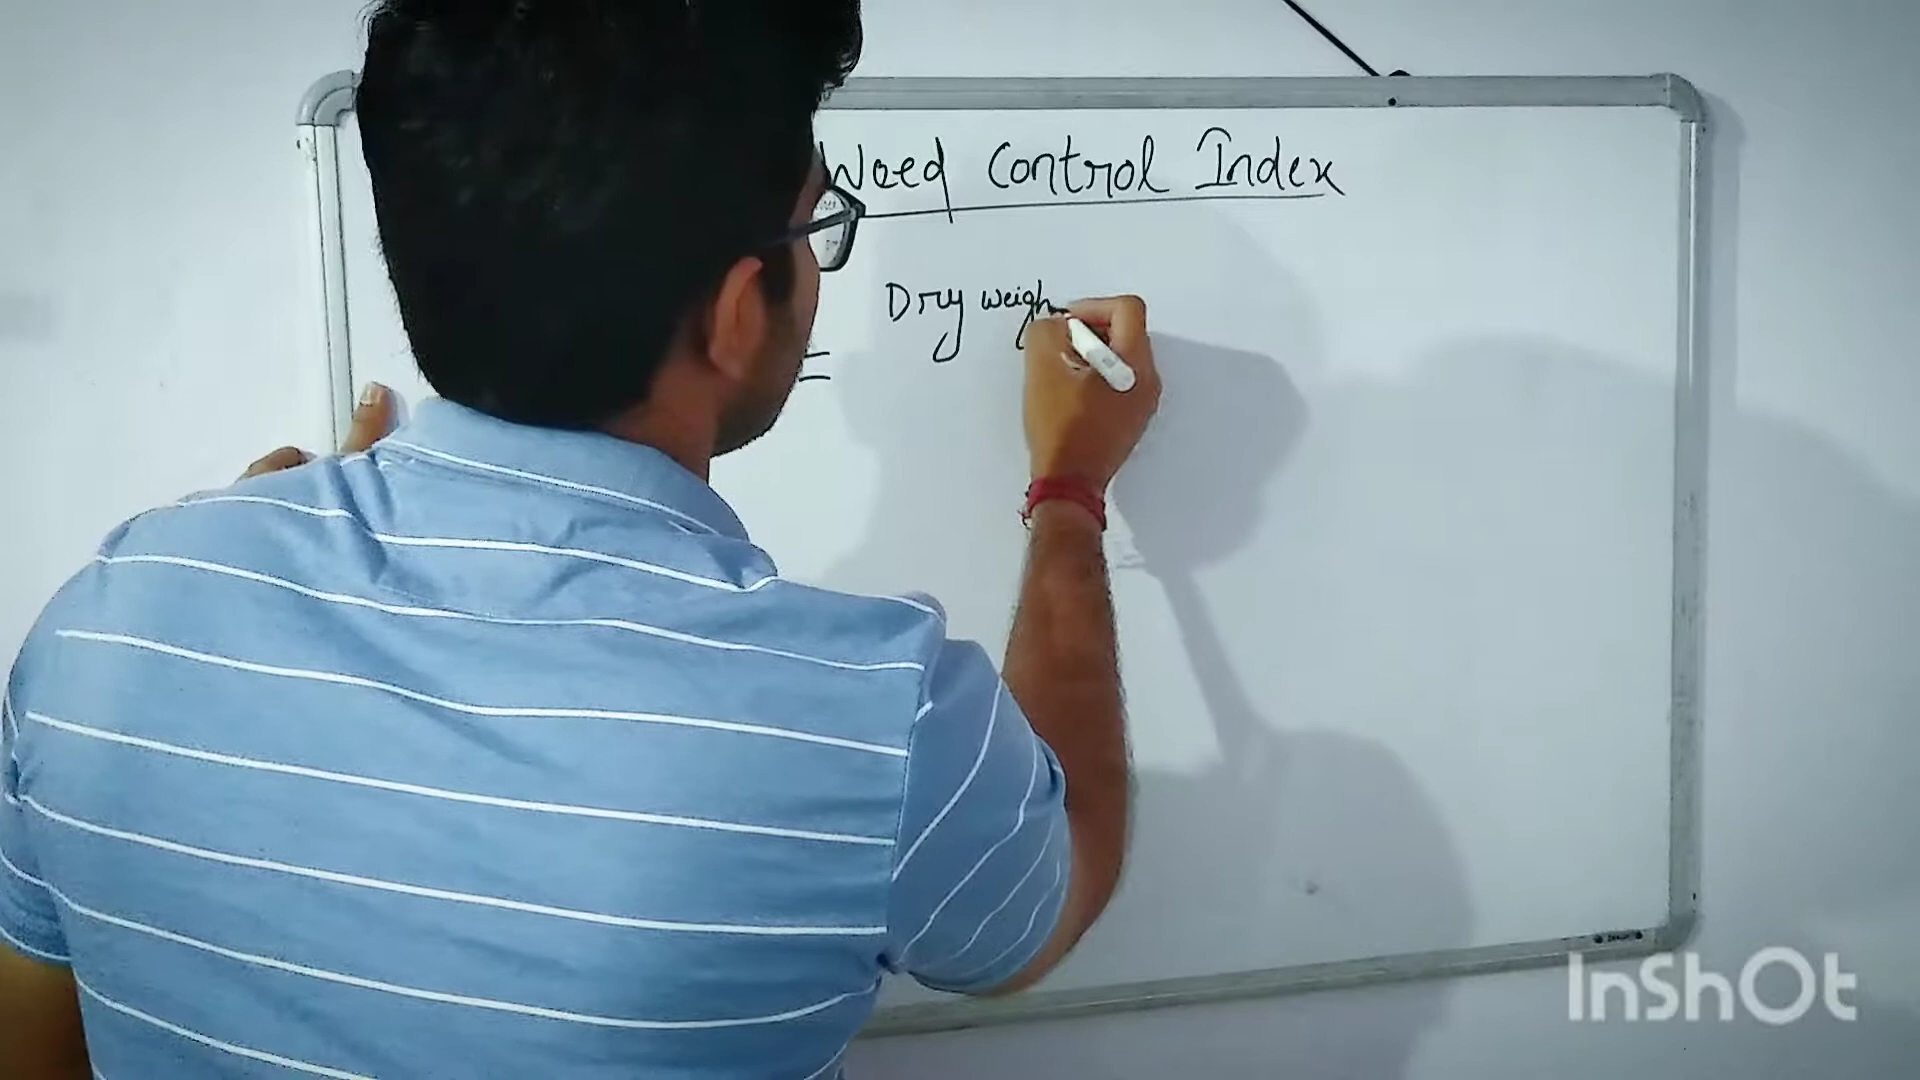 Weed Control Index
Dry weigh
=
InShOt